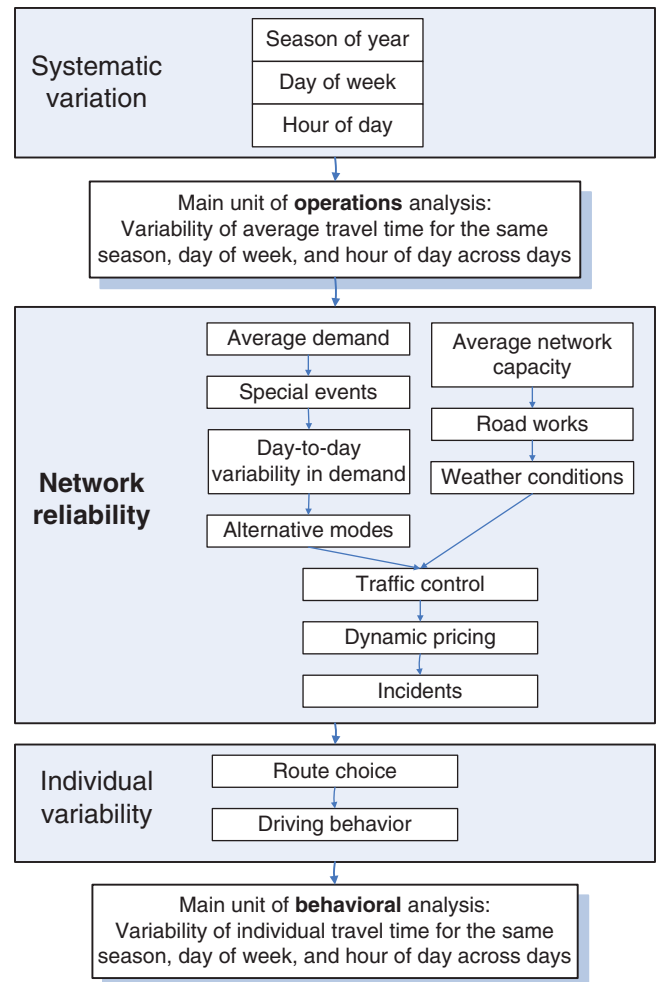 Systematic
variation
Season of year
Day of week
Hour of day
Main unit of operations analysis:
Variability of average travel time for the same
season, day of week, and hour of day across days
Network
reliability
Average demand
Special events
Day-to-day
variability in demand
Alternative modes
Average network
capacity
Road works
Weather conditions
Traffic control
Dynamic pricing
Incidents
Individual
variability
Route choice
Driving behavior
Main unit of behavioral analysis:
Variability of individual travel time for the same
season, day of week, and hour of day across days